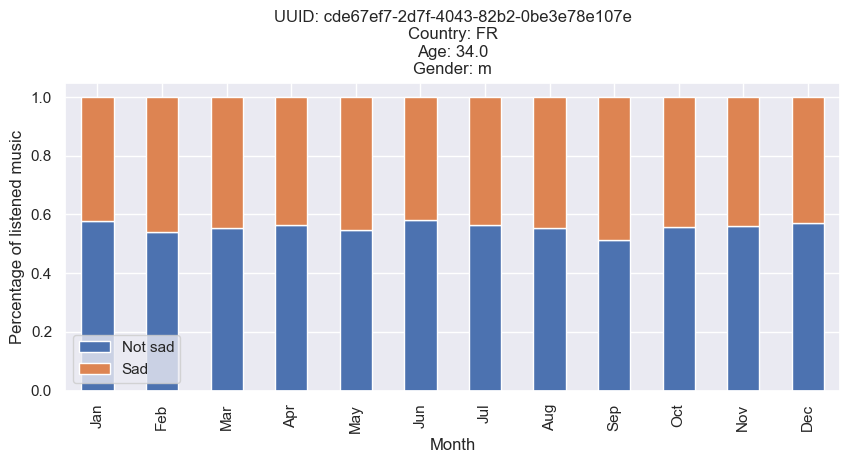 UUID: cde67ef7-2d7f-4043-82b2-0be3e78e107e
Country: FR
Age: 34.0
Gender: m
Percentage of listened music
1.0
0.8
0.6
0.4
0.2
0.0
Not sad
Sad
Jan
Feb
Mar
Apr
May
Jun
Jul
Aug
Sep
Oct
Nov
Dec
Month